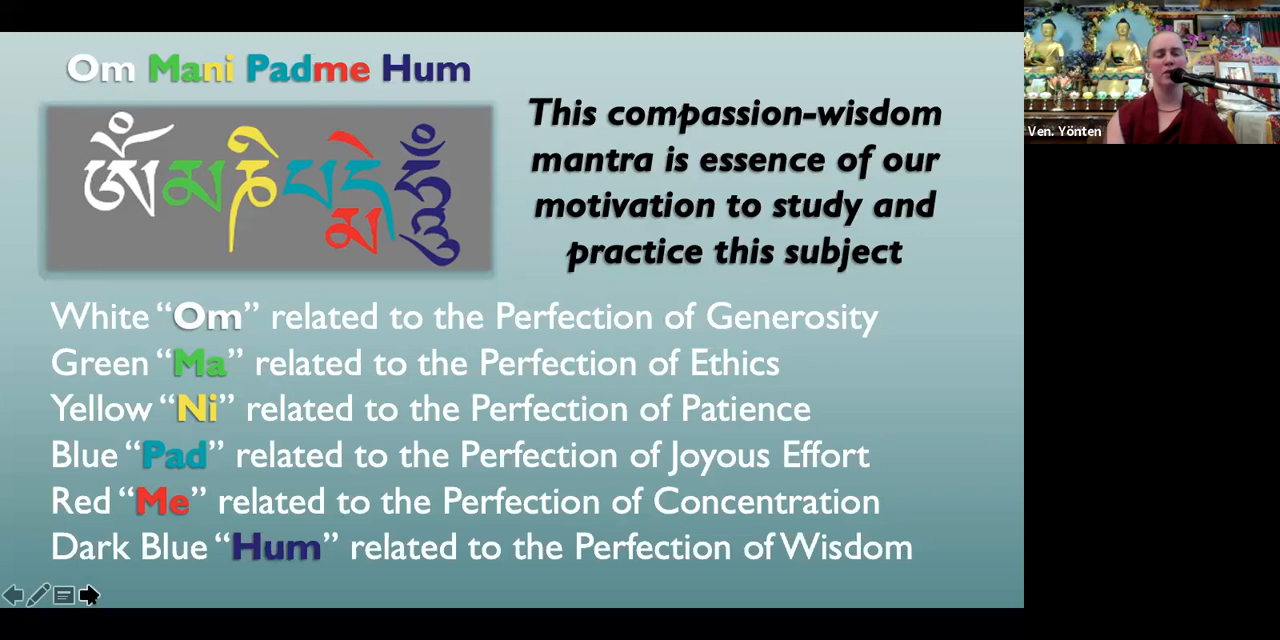 Om Mani Padme Hum
ཨོཾ་མ་ཎི་པདྨེ་ཧཱུྃ
This compassion-wisdom
mantra is essence of our
motivation to study and
practice this subject
White “Om” related to the Perfection of Generosity
Green “Ma” related to the Perfection of Ethics
Yellow “Ni” related to the Perfection of Patience
Blue “Pad” related to the Perfection of Joyous Effort
Red “Me” related to the Perfection of Concentration
Dark Blue “Hum” related to the Perfection of Wisdom
Ven. Yönten